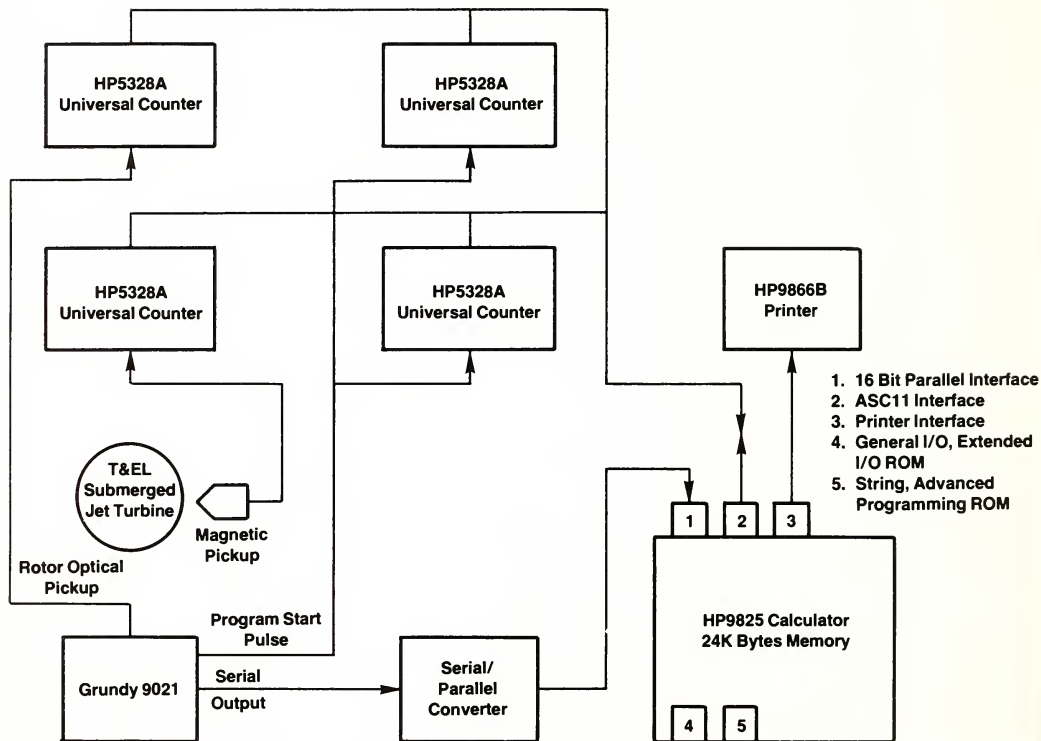 HP5328A
Universal Counter
HP5328A
Universal Counter
HP5328A
Universal Counter
HP5328A
Universal Counter
HP9866B
Printer
1. 16 Bit Parallel Interface
2. ASC11 Interface
3. Printer Interface
4. General I/O, Extended
I/O ROM
5. String, Advanced
Programming ROM
T&EL
Submerged
Jet Turbine
Magnetic
Pickup
Rotor Optical
Pickup
Program Start
Pulse
Grundy 9021
Serial
Output
Serial/
Parallel
Converter
1
2
3
HP9825 Calculator
24K Bytes Memory
4
5